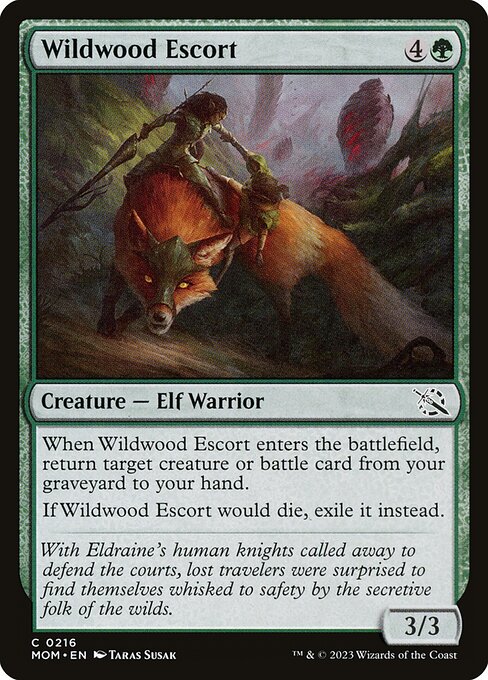 Wildwood Escort 4
Creature — Elf Warrior
When Wildwood Escort enters the battlefield,
return target creature or battle card from your
graveyard to your hand.
If Wildwood Escort would die, exile it instead.
With Eldraine's human knights called away to
defend the courts, lost travelers were surprised to
find themselves whisked to safety by the secretive
folk of the wilds.
3/3
C 0216
MOM • EN Taras Susak
™ & © 2023 Wizards of the Coast